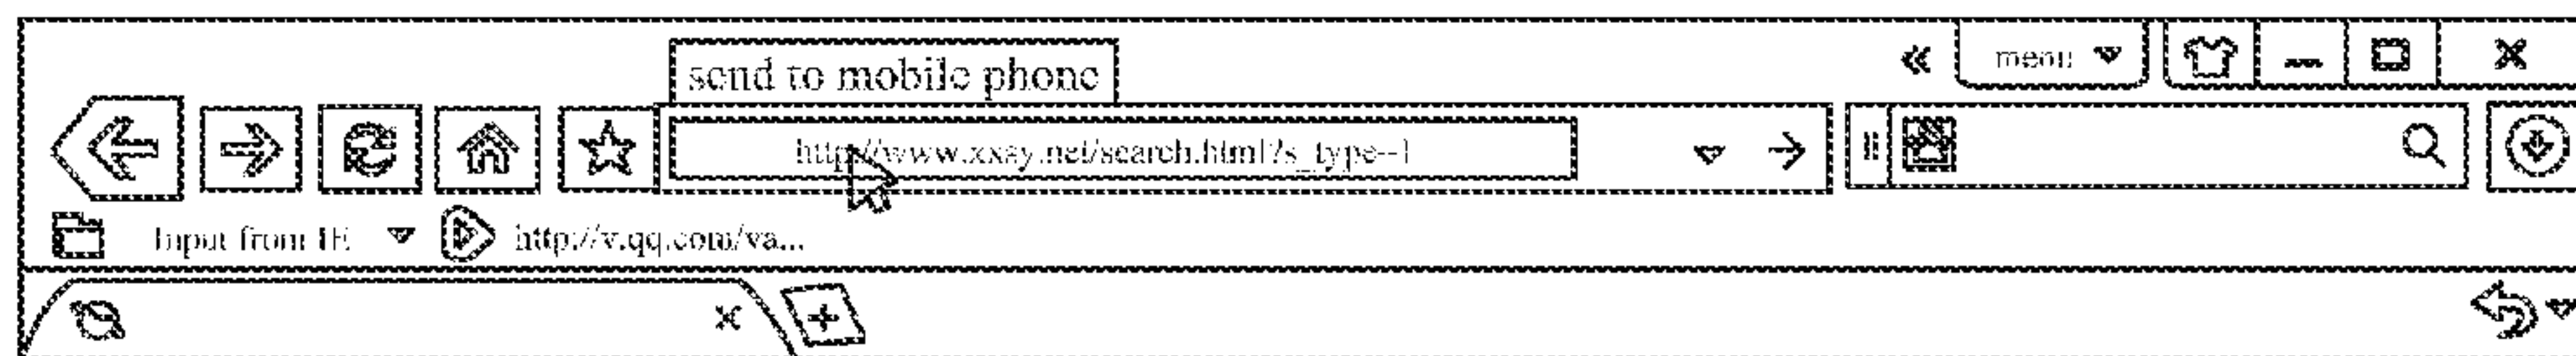 menu
send to mobile phone
http://www.xxsy.net/search.html?s_type=1
Input from IE
http://v.qq.com/va...